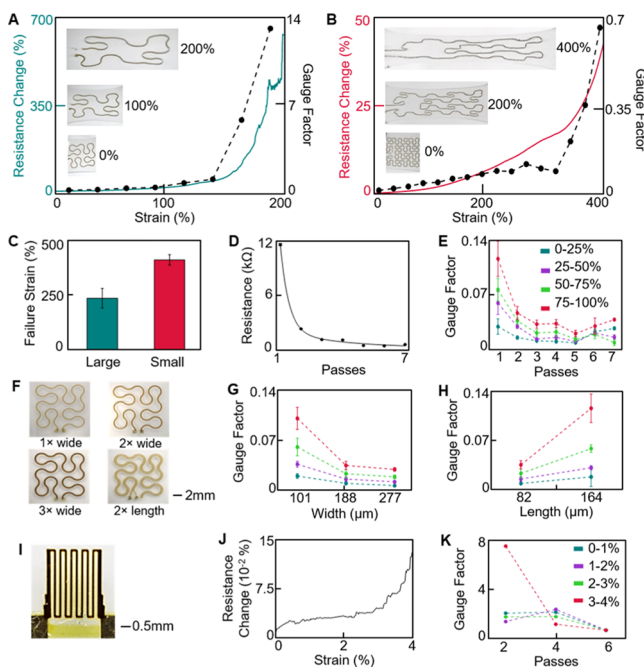 A
700
350
0
Resistance Change (%)
14
7
0
Gauge Factor
200%
100%
0%
0
100
200
Strain (%)
B
50
25
0
Resistance Change (%)
0.7
0.35
0
Gauge Factor
400%
200%
0%
0
200
400
Strain (%)
C
500
250
0
Failure Strain (%)
Large
Small
D
12
6
0
Resistance (kΩ)
1
7
Passes
E
0.14
0.07
0
Gauge Factor
0-25%
25-50%
50-75%
75-100%
1 2 3 4 5 6 7
Passes
F
1× wide
2× wide
3× wide
2× length
2mm
G
0.14
0.07
0
Gauge Factor
101 188 277
Width (µm)
H
0.14
0.07
0
Gauge Factor
82 164
Length (µm)
I
0.5mm
J
15
7.5
0
Resistance
Change (10⁻² %)
0 2 4
Strain (%)
K
8
4
0
Gauge Factor
0-1%
1-2%
2-3%
3-4%
2 4 6
Passes